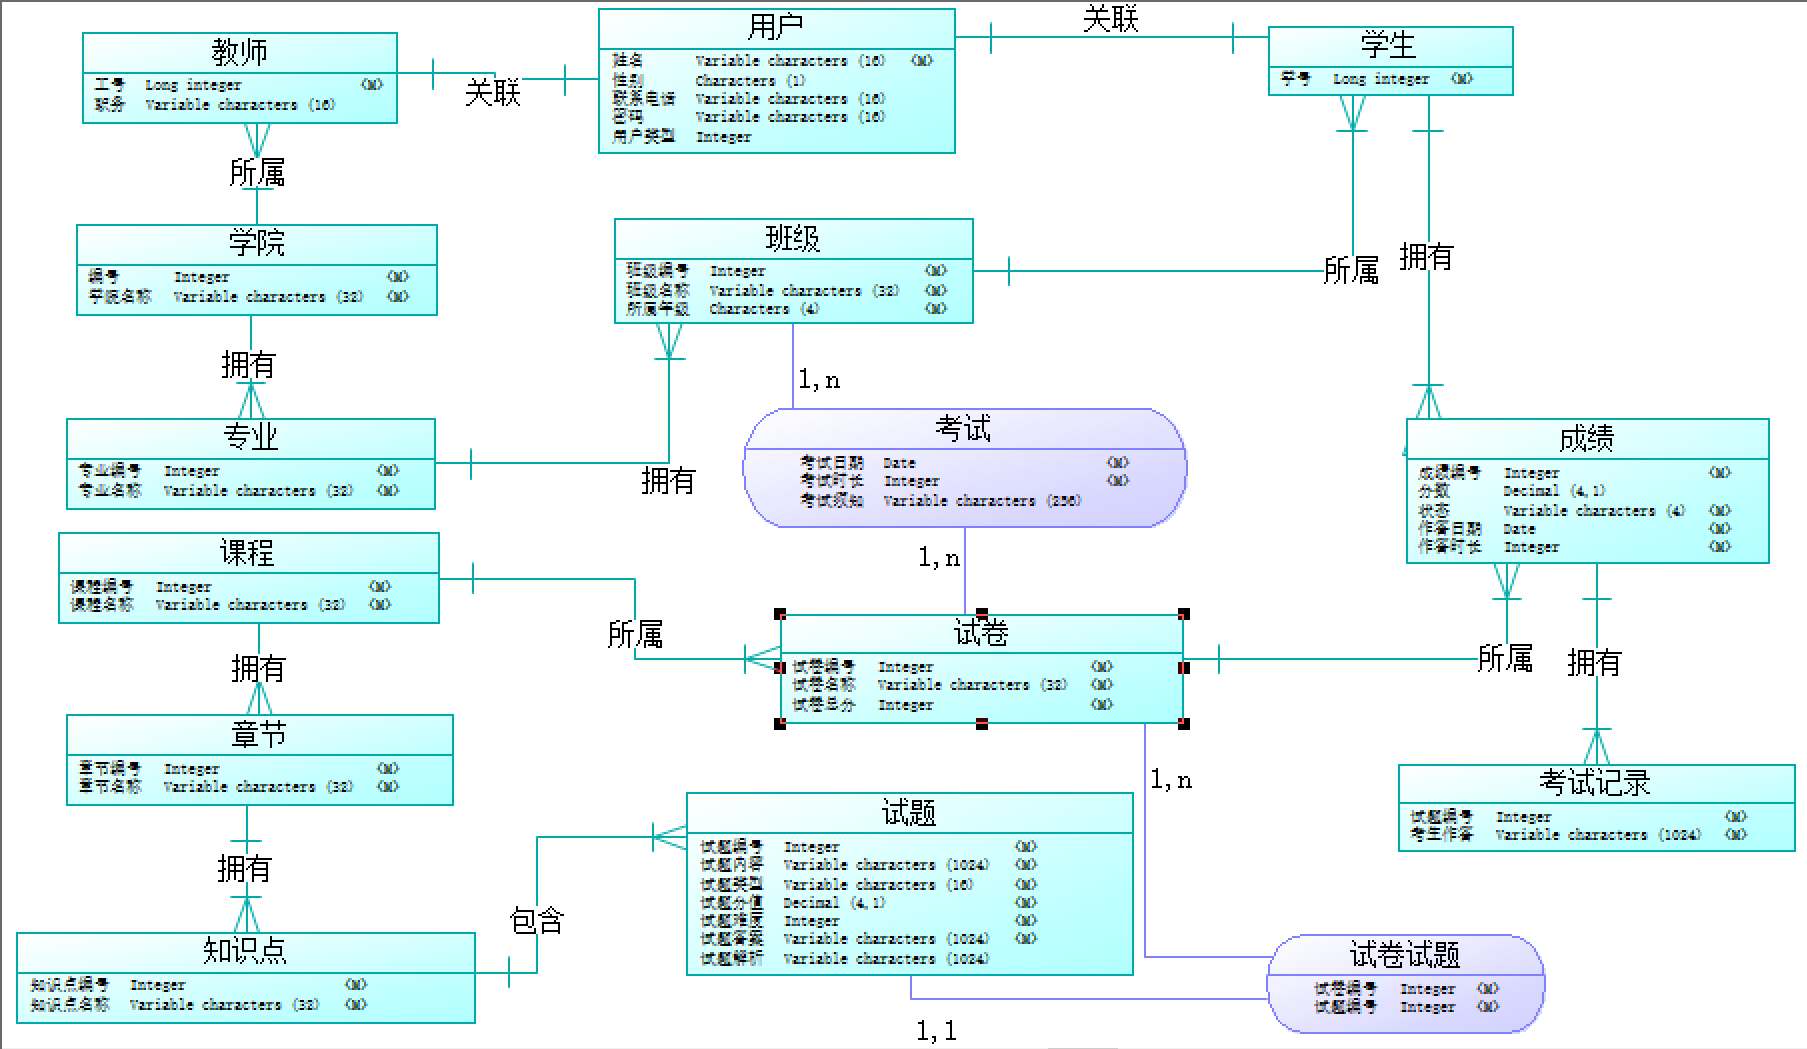 教师
工号 Long integer <M>
职务 Variable characters (16)
关联
用户
姓名 Variable characters (16) <M>
性别 Characters (1)
联系电话 Variable characters (16)
密码 Variable characters (16)
用户类型 Integer
关联
学生
学号 Long integer <M>
所属
学院
编号 Integer <M>
学院名称 Variable characters (32) <M>
班级
班级编号 Integer <M>
班级名称 Variable characters (32) <M>
所属年级 Characters (4) <M>
所属
拥有
拥有
1,n
专业
专业编号 Integer <M>
专业名称 Variable characters (32) <M>
拥有
考试
考试日期 Date <M>
考试时长 Integer <M>
考试须知 Variable characters (256)
成绩
成绩编号 Integer <M>
分数 Decimal (4,1)
状态 Variable characters (4) <M>
作答日期 Date <M>
作答时长 Integer <M>
课程
课程编号 Integer <M>
课程名称 Variable characters (32) <M>
1,n
拥有
所属
试卷
试卷编号 Integer <M>
试卷名称 Variable characters (32) <M>
试卷总分 Integer <M>
所属
拥有
章节
章节编号 Integer <M>
章节名称 Variable characters (32) <M>
1,n
考试记录
试题编号 Integer <M>
考生作答 Variable characters (1024) <M>
试题
试题编号 Integer <M>
试题内容 Variable characters (1024) <M>
试题类型 Variable characters (16) <M>
试题分值 Decimal (4,1) <M>
试题难度 Integer <M>
试题答案 Variable characters (1024) <M>
试题解析 Variable characters (1024)
拥有
包含
知识点
知识点编号 Integer <M>
知识点名称 Variable characters (32) <M>
试卷试题
试卷编号 Integer <M>
试题编号 Integer <M>
1,1